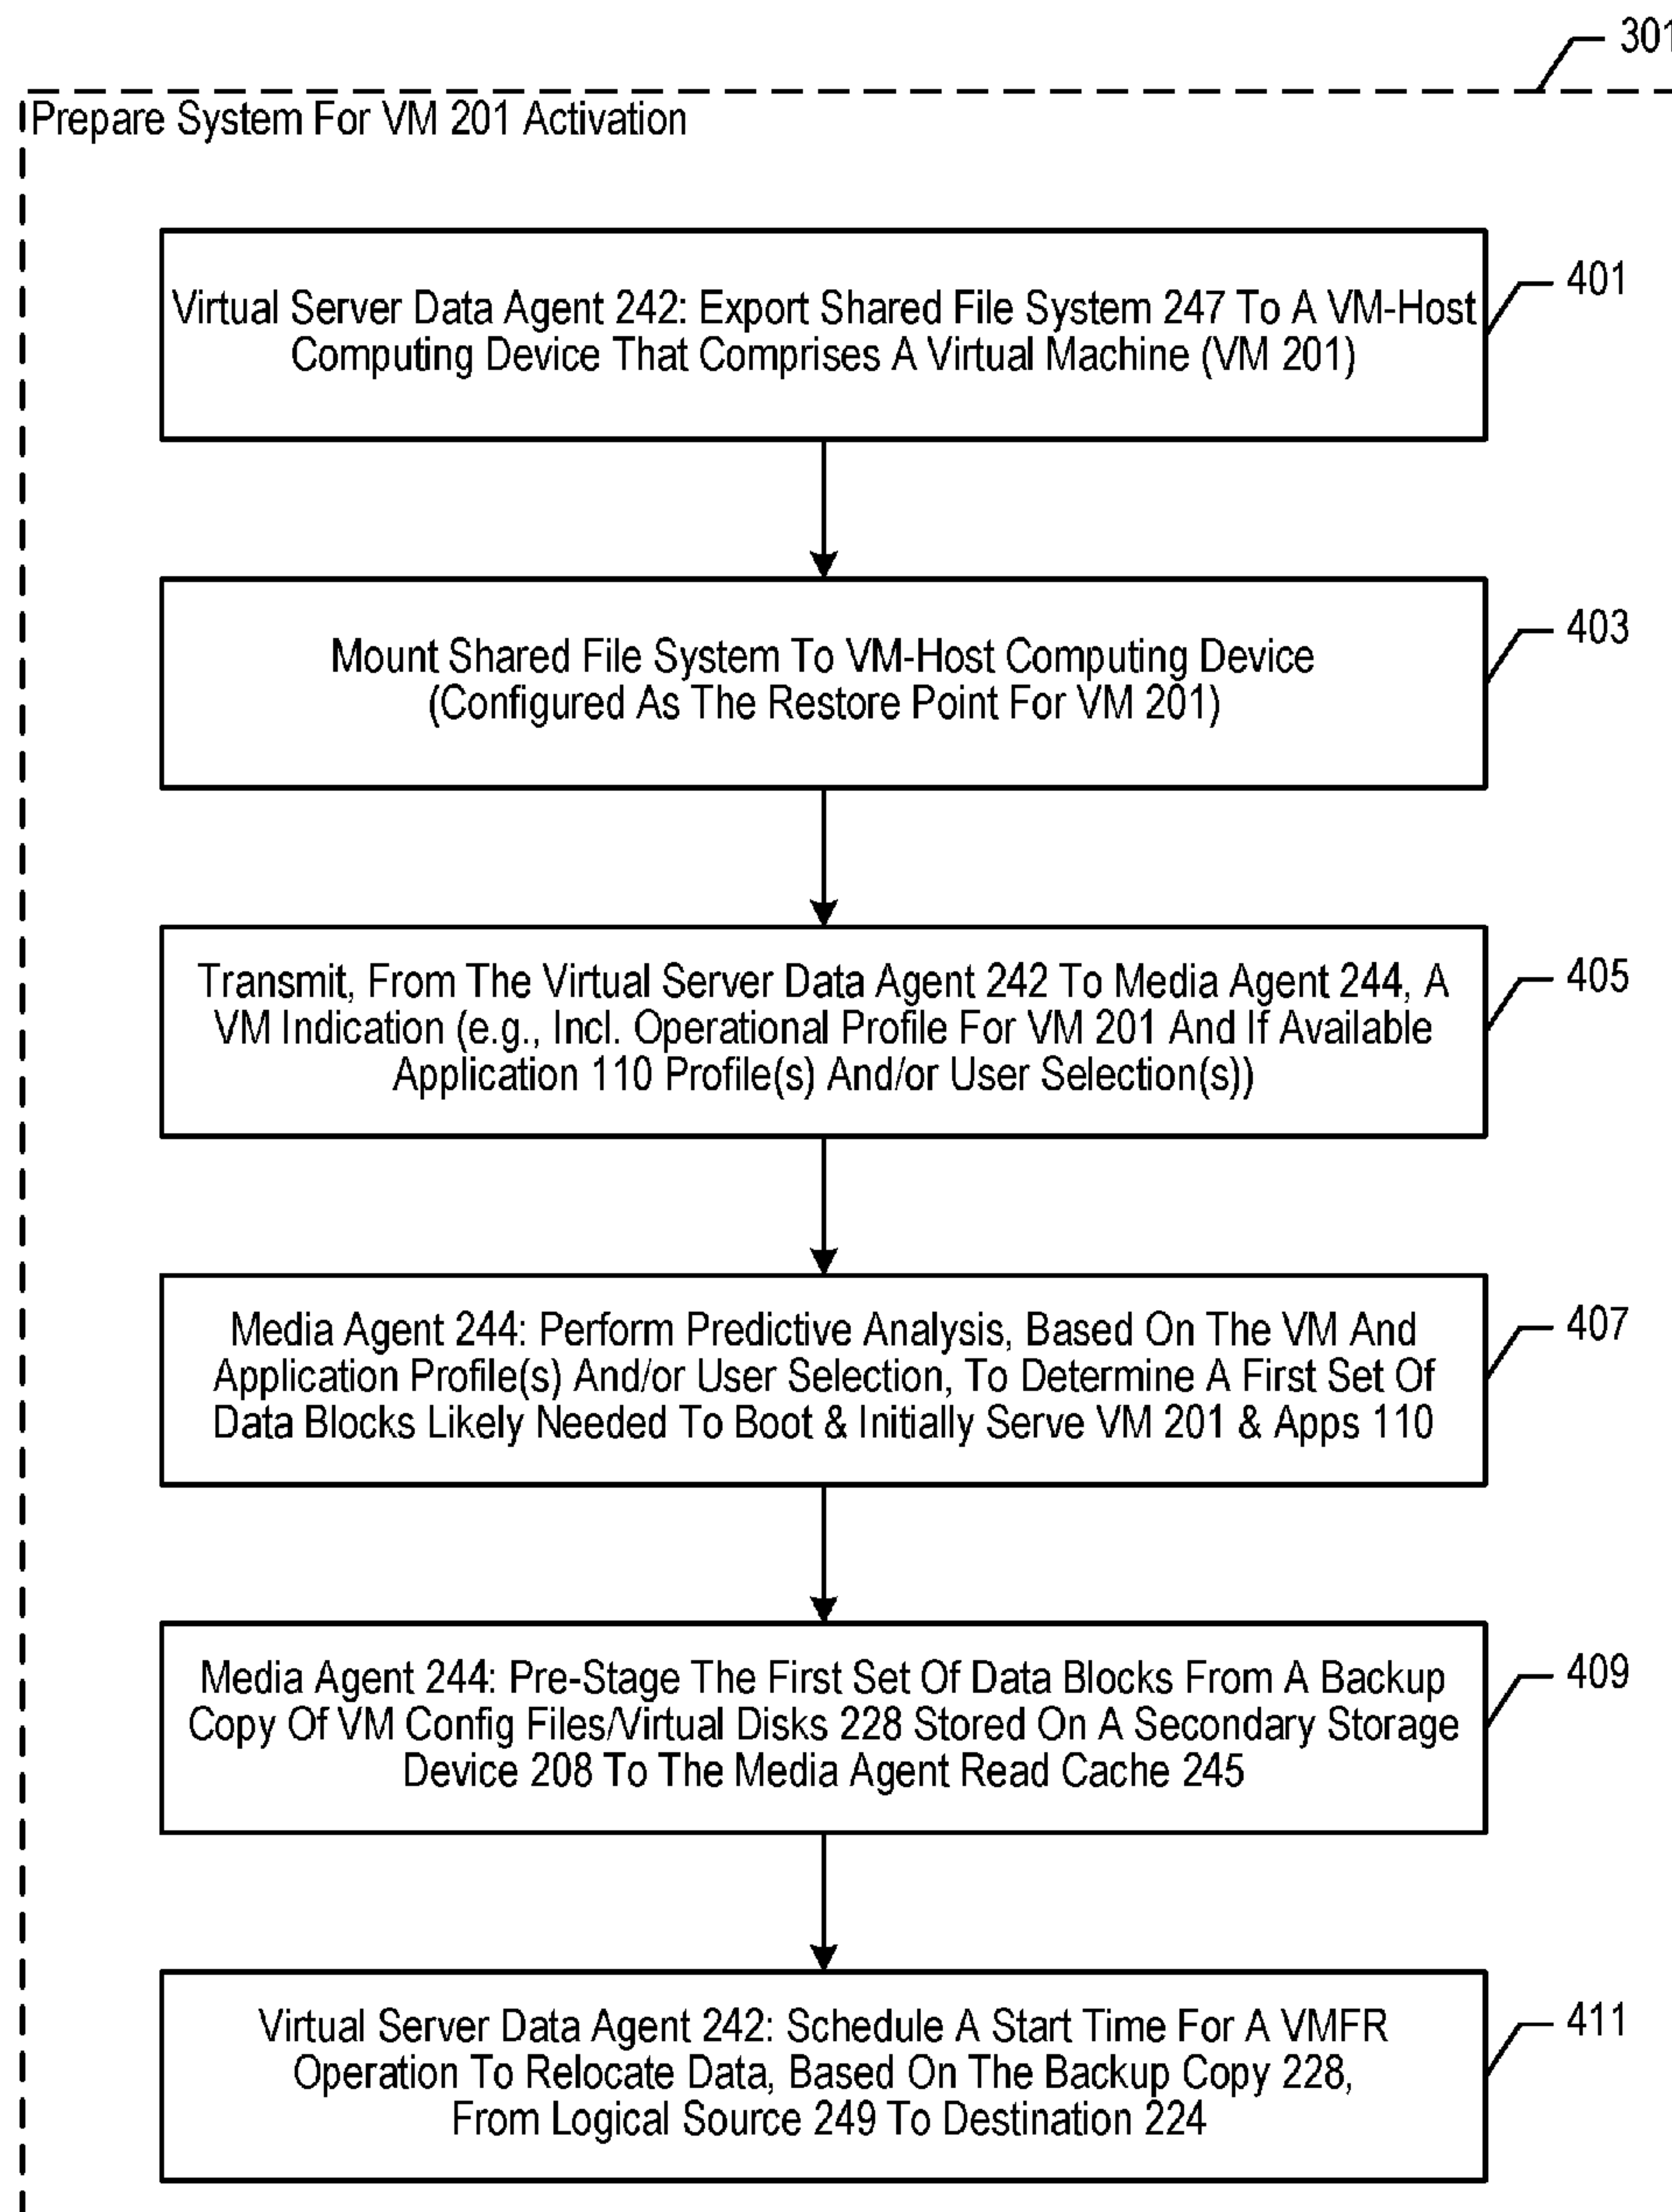 301
Prepare System For VM 201 Activation
Virtual Server Data Agent 242: Export Shared File System 247 To A VM-Host
Computing Device That Comprises A Virtual Machine (VM 201)
401
Mount Shared File System To VM-Host Computing Device
(Configured As The Restore Point For VM 201)
403
Transmit, From The Virtual Server Data Agent 242 To Media Agent 244, A
VM Indication (e.g., Incl. Operational Profile For VM 201 And If Available
Application 110 Profile(s) And/or User Selection(s))
405
Media Agent 244: Perform Predictive Analysis, Based On The VM And
Application Profile(s) And/or User Selection, To Determine A First Set Of
Data Blocks Likely Needed To Boot & Initially Serve VM 201 & Apps 110
407
Media Agent 244: Pre-Stage The First Set Of Data Blocks From A Backup
Copy Of VM Config Files/Virtual Disks 228 Stored On A Secondary Storage
Device 208 To The Media Agent Read Cache 245
409
Virtual Server Data Agent 242: Schedule A Start Time For A VMFR
Operation To Relocate Data, Based On The Backup Copy 228,
From Logical Source 249 To Destination 224
411